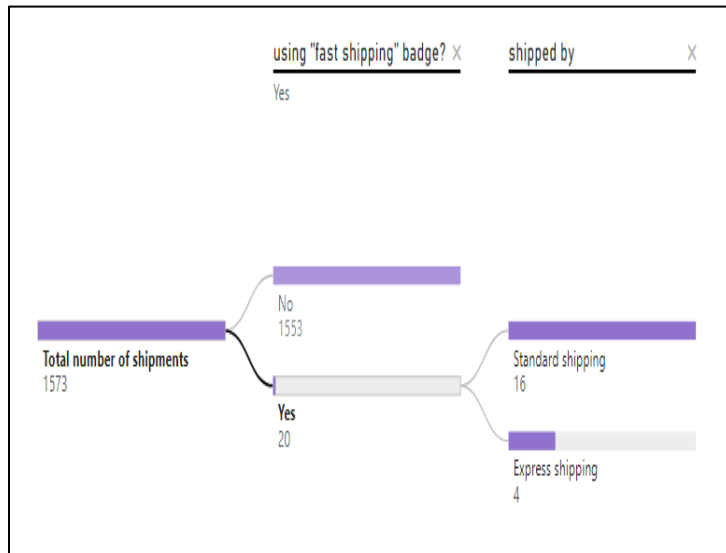 using "fast shipping" badge? ×
shipped by ×
Yes
No
1553
Total number of shipments
1573
Standard shipping
16
Yes
20
Express shipping
4